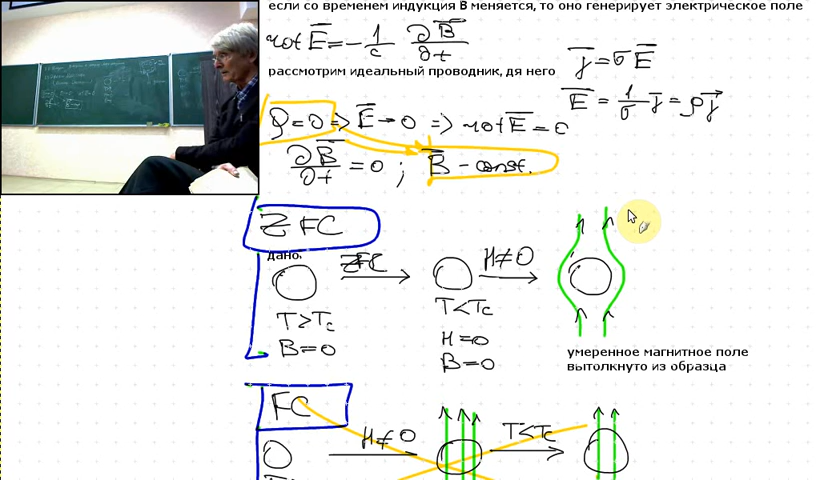 если со временем индукция В меняется, то оно генерирует электрическое поле
rot E = - 1/c ∂B/∂t
j = σ E
рассмотрим идеальный проводник, дя него
E = 1/σ j = ρ j
ρ=0 => E → 0 => rot E = 0
∂B/∂t = 0 ; B - const.
ZFC
дано:
ZFC
H≠0
T>Tc
T<Tc
B=0
H=0
B=0
умеренное магнитное поле
вытолкнуто из образца
FC
H≠0
T<Tc